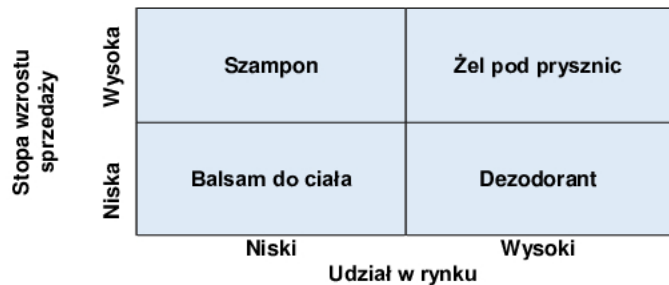 Stopa wzrostu
sprzedaży
Wysoka
Szampon
Żel pod prysznic
Niska
Balsam do ciała
Dezodorant
Niski
Wysoki
Udział w rynku